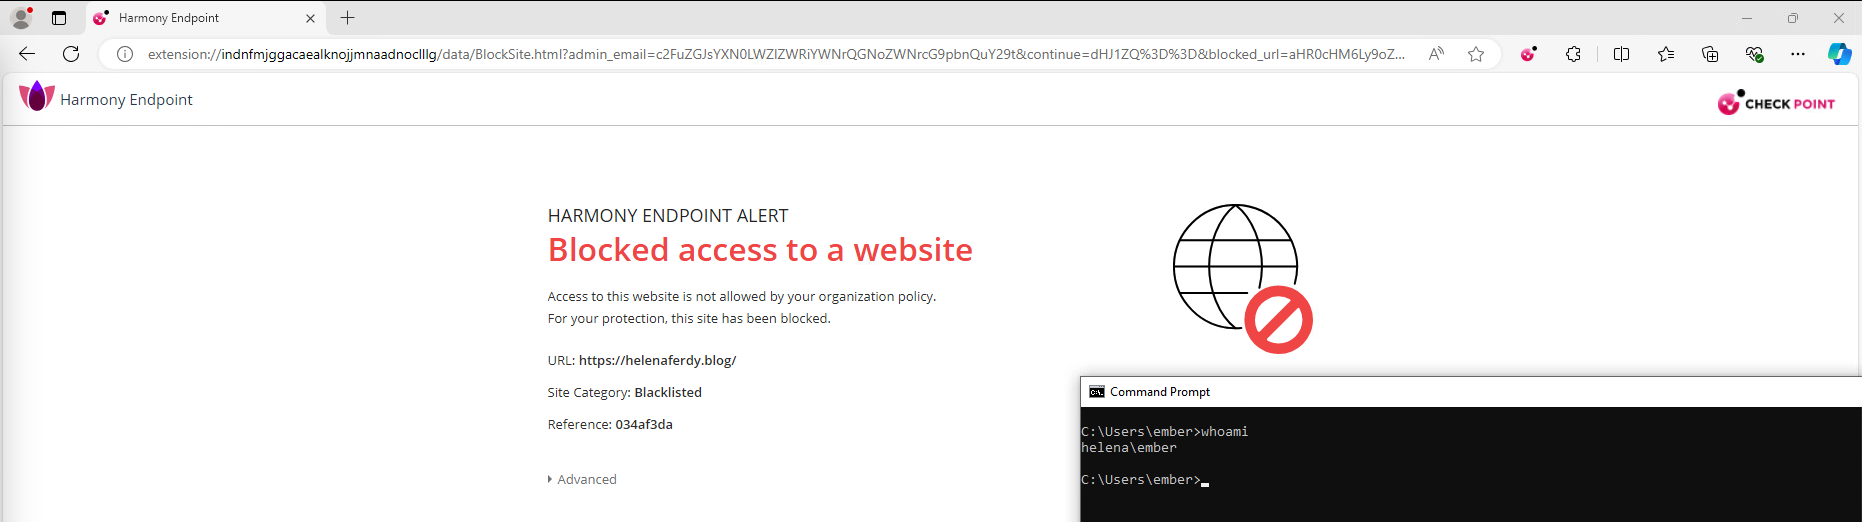 Harmony Endpoint
extension://indnfmjggacaealknojjmnaadnoclllg/data/BlockSite.html?admin_email=c2FuZGJsYXN0LWZlZWRiYWNrQGNoZWNrcG9pbnQuY29t&continue=dHJ1ZQ%3D%3D&blocked_url=aHR0cHM6Ly9oZ...
Harmony Endpoint
CHECK POINT
HARMONY ENDPOINT ALERT
Blocked access to a website
Access to this website is not allowed by your organization policy.
For your protection, this site has been blocked.
URL: https://helenaferdy.blog/
Site Category: Blacklisted
Reference: 034af3da
Advanced
Command Prompt
C:\Users\ember>whoami
helena\ember
C:\Users\ember>